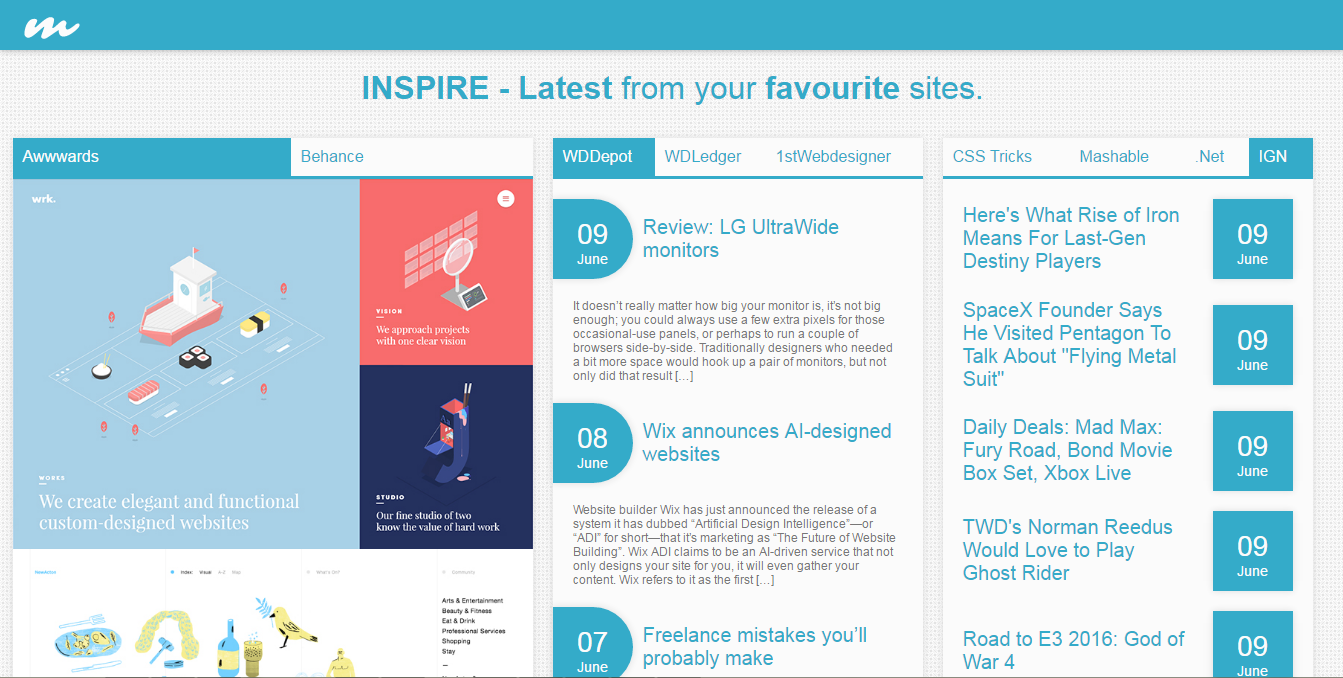 m
INSPIRE - Latest from your favourite sites.
Awwwards
Behance
wrk.
VISION
We approach projects
with one clear vision
WORKS
We create elegant and functional
custom-designed websites
STUDIO
Our fine studio of two
know the value of hard work
Index: Visual A-Z Map
What's On?
Community
Arts & Entertainment
Beauty & Fitness
Eat & Drink
Professional Services
Shopping
Stay
WDDepot WDLedger 1stWebdesigner
09
June
Review: LG UltraWide
monitors
It doesn’t really matter how big your monitor is, it’s not big
enough; you could always use a few extra pixels for those
occasional-use panels, or perhaps to run a couple of
browsers side-by-side. Traditionally designers who needed
a bit more space would hook up a pair of monitors, but not
only did that result […]
08
June
Wix announces AI-designed
websites
Website builder Wix has just announced the release of a
system it has dubbed “Artificial Design Intelligence”—or
“ADI” for short—that it’s marketing as “The Future of Website
Building”. Wix ADI claims to be an AI-driven service that not
only designs your site for you, it will even gather your
content. Wix refers to it as the first […]
07
June
Freelance mistakes you’ll
probably make
CSS Tricks Mashable .Net IGN
Here's What Rise of Iron
Means For Last-Gen
Destiny Players
09
June
SpaceX Founder Says
He Visited Pentagon To
Talk About "Flying Metal
Suit"
09
June
Daily Deals: Mad Max:
Fury Road, Bond Movie
Box Set, Xbox Live
09
June
TWD's Norman Reedus
Would Love to Play
Ghost Rider
09
June
Road to E3 2016: God of
War 4
09
June